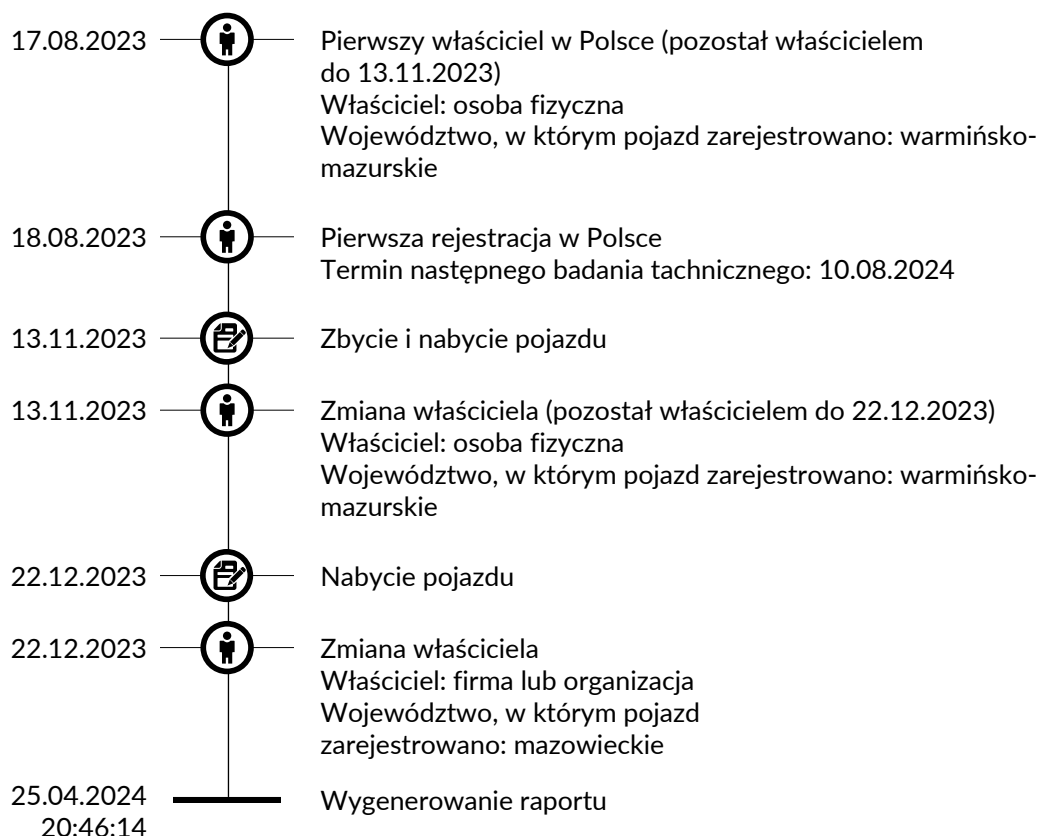 17.08.2023 Pierwszy właściciel w Polsce (pozostał właścicielem
do 13.11.2023)
Właściciel: osoba fizyczna
Województwo, w którym pojazd zarejestrowano: warmińsko-
mazurskie
18.08.2023 Pierwsza rejestracja w Polsce
Termin następnego badania tachnicznego: 10.08.2024
13.11.2023 Zbycie i nabycie pojazdu
13.11.2023 Zmiana właściciela (pozostał właścicielem do 22.12.2023)
Właściciel: osoba fizyczna
Województwo, w którym pojazd zarejestrowano: warmińsko-
mazurskie
22.12.2023 Nabycie pojazdu
22.12.2023 Zmiana właściciela
Właściciel: firma lub organizacja
Województwo, w którym pojazd
zarejestrowano: mazowieckie
25.04.2024 Wygenerowanie raportu
20:46:14